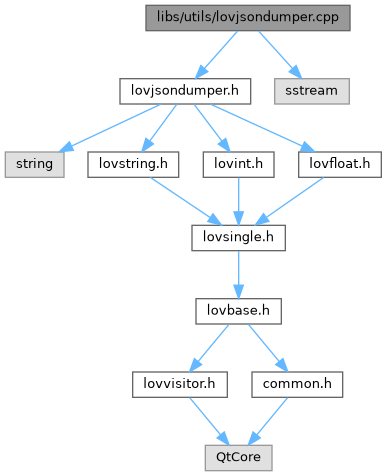 libs/utils/lovjsondumper.cpp
lovjsondumper.h
sstream
string
lovstring.h
lovint.h
lovfloat.h
lovsingle.h
lovbase.h
lovvisitor.h
common.h
QtCore